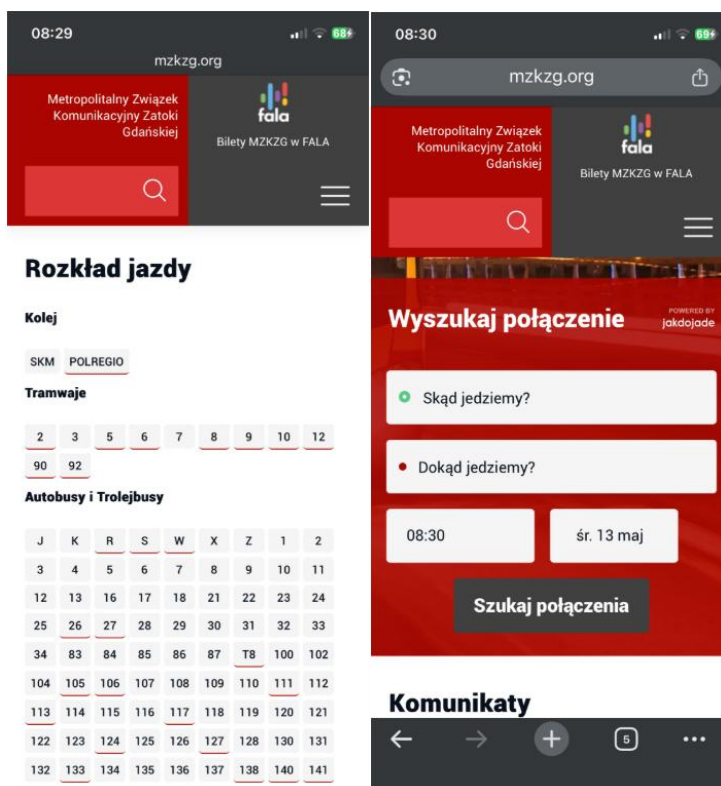 08:29
68
mzkzg.org
Metropolitalny Związek
Komunikacyjny Zatoki
Gdańskiej
fala
Bilety MZKZG w FALA
Rozkład jazdy
Kolej
SKM POLREGIO
Tramwaje
2 3 5 6 7 8 9 10 12
90 92
Autobusy i Trolejbusy
J K R S W X Z 1 2
3 4 5 6 7 8 9 10 11
12 13 16 17 18 21 22 23 24
25 26 27 28 29 30 31 32 33
34 83 84 85 86 87 T8 100 102
104 105 106 107 108 109 110 111 112
113 114 115 116 117 118 119 120 121
122 123 124 125 126 127 128 130 131
132 133 134 135 136 137 138 140 141
08:30
69
mzkzg.org
Metropolitalny Związek
Komunikacyjny Zatoki
Gdańskiej
fala
Bilety MZKZG w FALA
Wyszukaj połączenie
POWERED BY
jakdojade
Skąd jedziemy?
Dokąd jedziemy?
08:30 śr. 13 maj
Szukaj połączenia
Komunikaty
5